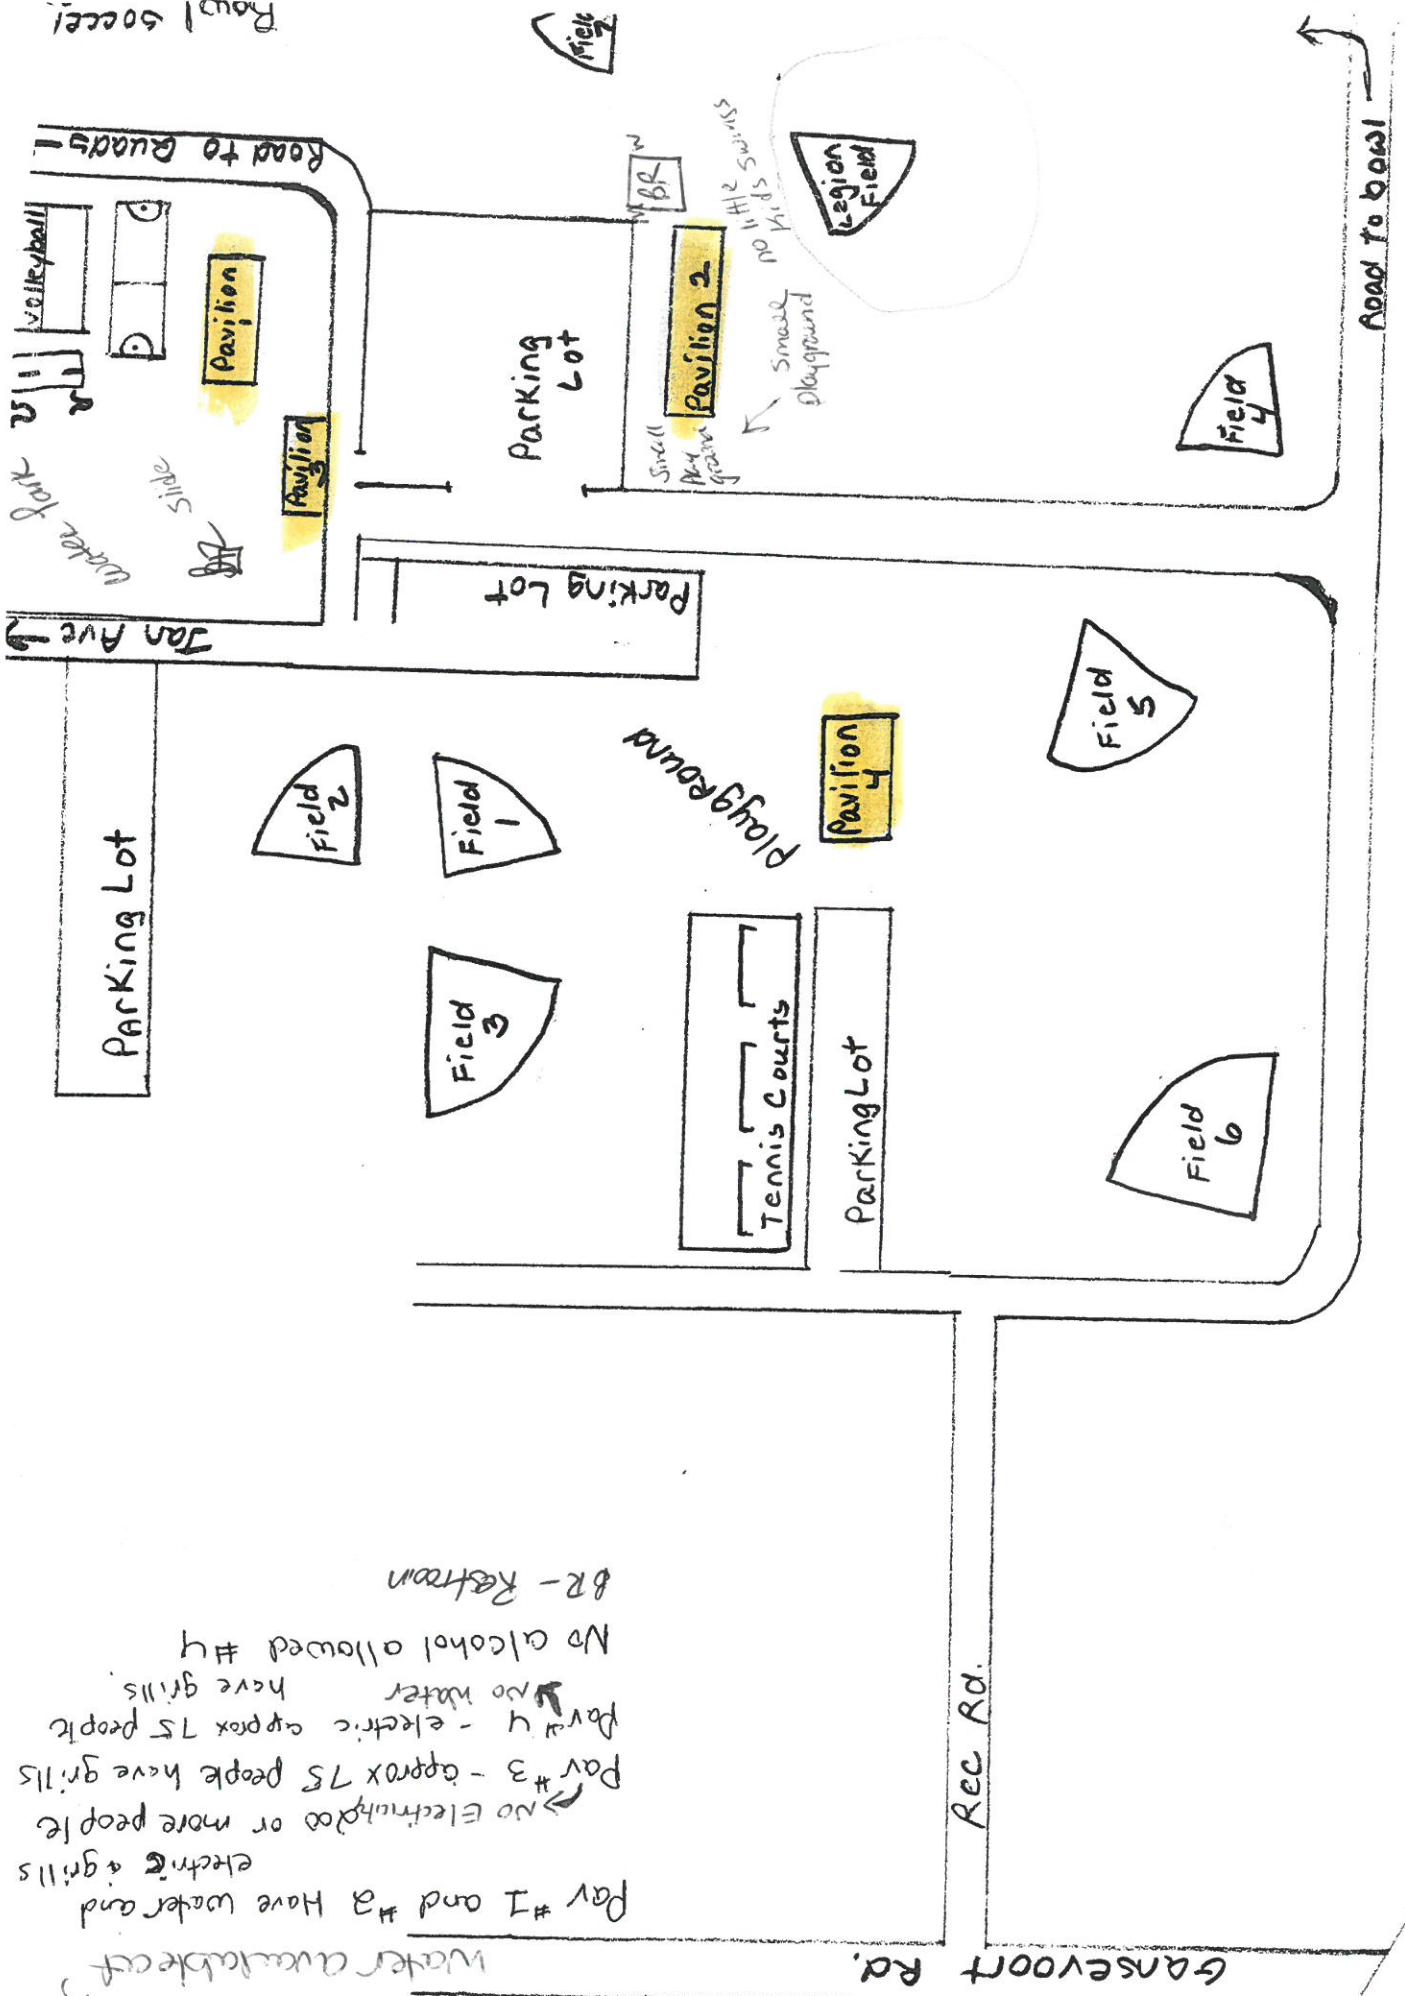 Bowl soccer
Field
2
Road to Quads
volleyball
Pavilion
1
Pavilion
3
Water Park
Slide
BR
Jan Ave
Parking Lot
Parking
Lot
W
BR
W
Pavilion 2
Small
Play
ground
no little
kids swings
Small
playground
Legion
Field
Field
4
Road to bowl
Parking Lot
Field
2
Field
1
Field
3
Playground
Pavilion
4
Field
5
Tennis Courts
Parking Lot
Field
6
Rec Rd.
Gansevoort Rd.
Water available at
Pav #1 and #2 Have water and
electric & grills
200 or more people
Pav #3 - approx 75 people have grills
No Electricity
Pav #4 - electric approx 75 people
No water have grills.
No alcohol allowed #4
BR - Restroom